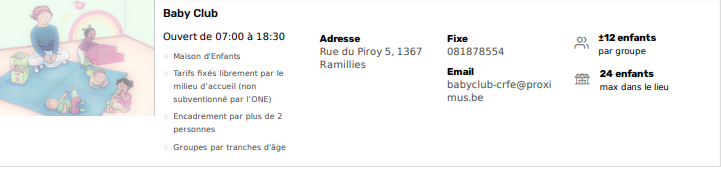 Baby Club
Ouvert de 07:00 à 18:30
Maison d'Enfants
Tarifs fixés librement par le
milieu d'accueil (non
subventionné par l'ONE)
Encadrement par plus de 2
personnes
Groupes par tranches d'âge
Adresse
Rue du Piroy 5, 1367
Ramillies
Fixe
081878554
Email
babyclub-crfe@proxi
mus.be
±12 enfants
par groupe
24 enfants
max dans le lieu